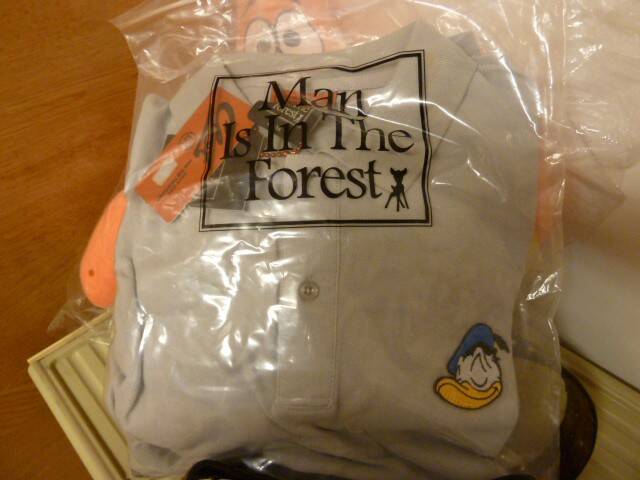 Man
Is In The
Forest